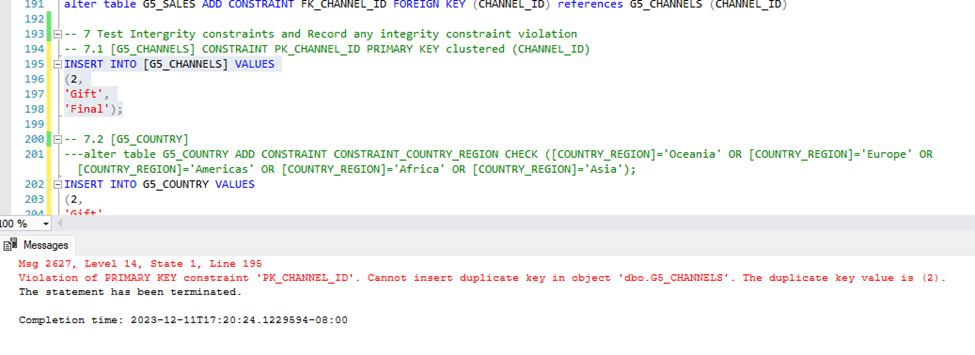 191 alter table G5_SALES ADD CONSTRAINT FK_CHANNEL_ID FOREIGN KEY (CHANNEL_ID) references G5_CHANNELS (CHANNEL_ID)
192
193 -- 7 Test Intergrity constraints and Record any integrity constraint violation
194 -- 7.1 [G5_CHANNELS] CONSTRAINT PK_CHANNEL_ID PRIMARY KEY clustered (CHANNEL_ID)
195 INSERT INTO [G5_CHANNELS] VALUES
196 (2,
197 'Gift',
198 'Final');
199
200 -- 7.2 [G5_COUNTRY]
201 ---alter table G5_COUNTRY ADD CONSTRAINT CONSTRAINT_COUNTRY_REGION CHECK ([COUNTRY_REGION]='Oceania' OR [COUNTRY_REGION]='Europe' OR
[COUNTRY_REGION]='Americas' OR [COUNTRY_REGION]='Africa' OR [COUNTRY_REGION]='Asia');
202 INSERT INTO G5_COUNTRY VALUES
203 (2,
204 'Gift'
100 %
Messages
Msg 2627, Level 14, State 1, Line 195
Violation of PRIMARY KEY constraint 'PK_CHANNEL_ID'. Cannot insert duplicate key in object 'dbo.G5_CHANNELS'. The duplicate key value is (2).
The statement has been terminated.
Completion time: 2023-12-11T17:20:24.1229594-08:00